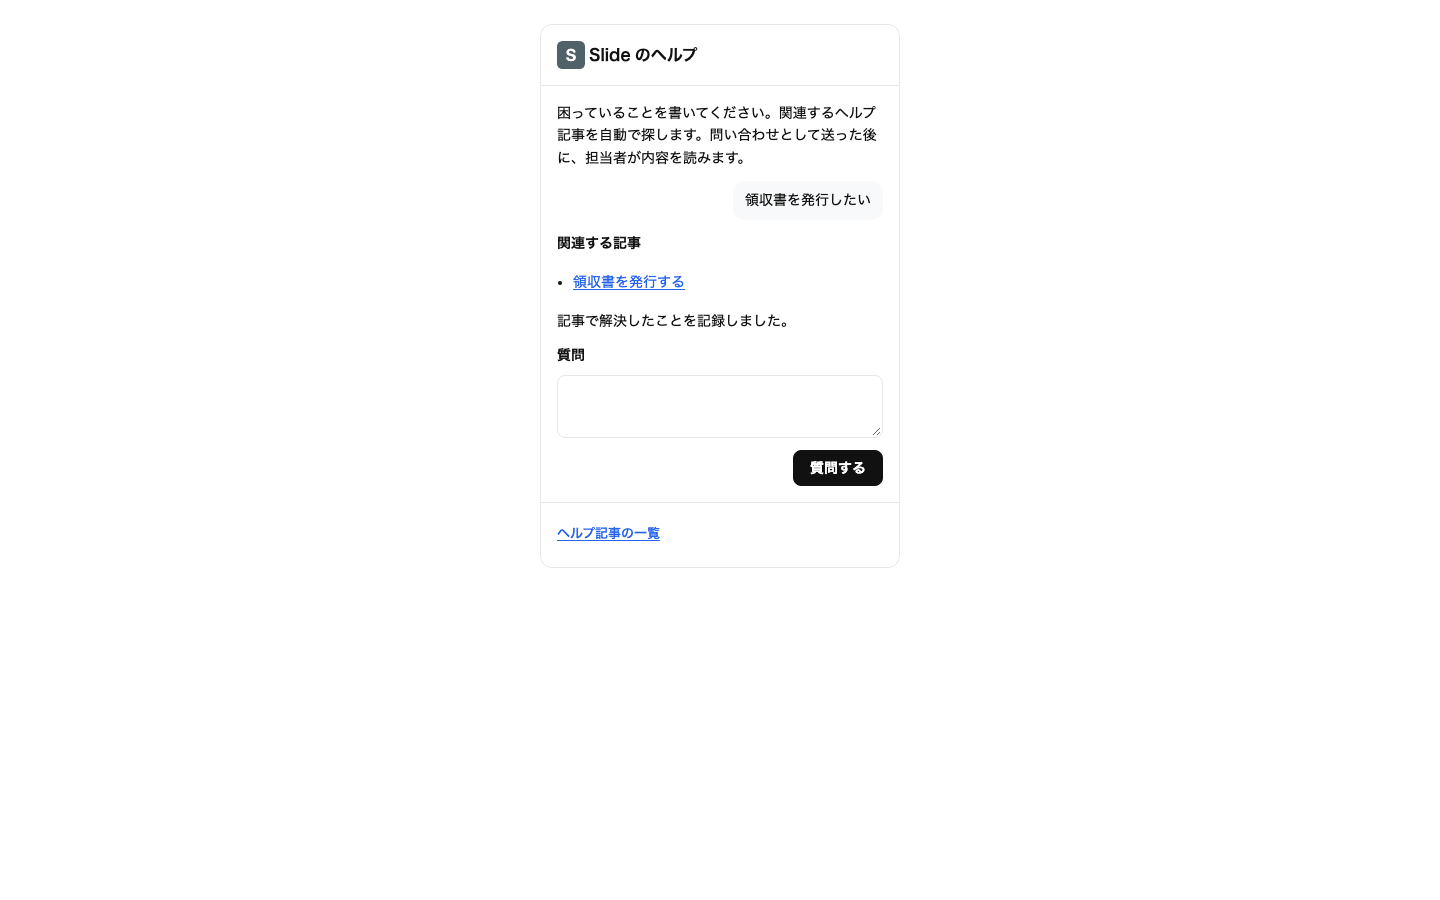 S Slide のヘルプ
困っていることを書いてください。関連するヘルプ
記事を自動で探します。問い合わせとして送った後
に、担当者が内容を読みます。
領収書を発行したい
関連する記事
• 領収書を発行する
記事で解決したことを記録しました。
質問
質問する
ヘルプ記事の一覧